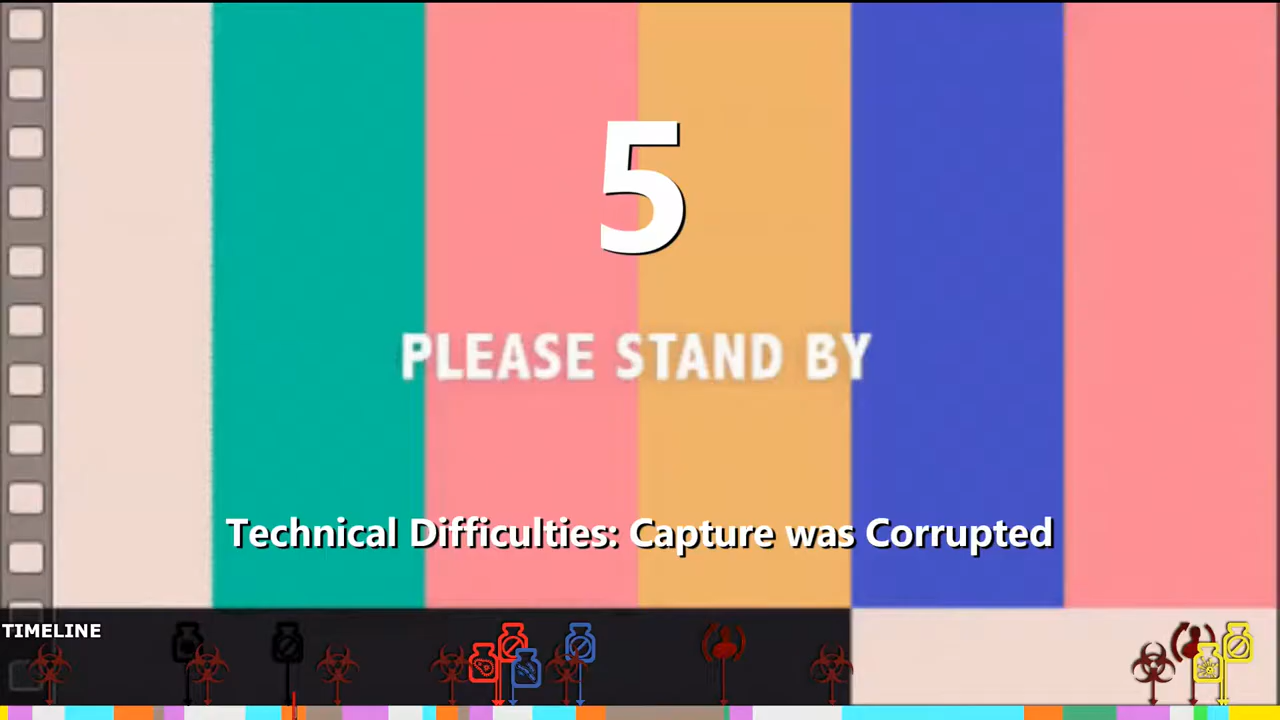 5
PLEASE STAND BY
Technical Difficulties: Capture was Corrupted
TIMELINE